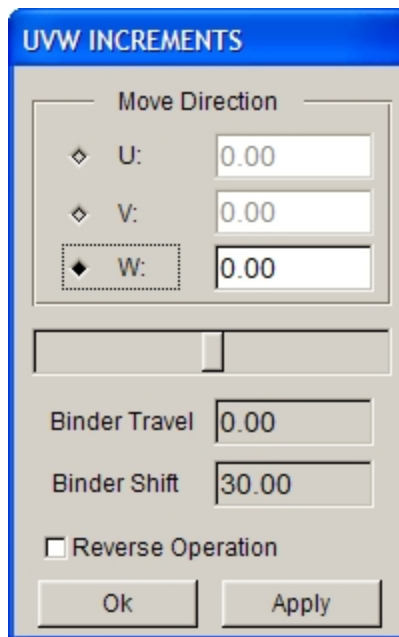 UVW INCREMENTS
Move Direction
U: 0.00
V: 0.00
W: 0.00
Binder Travel 0.00
Binder Shift 30.00
Reverse Operation
Ok Apply